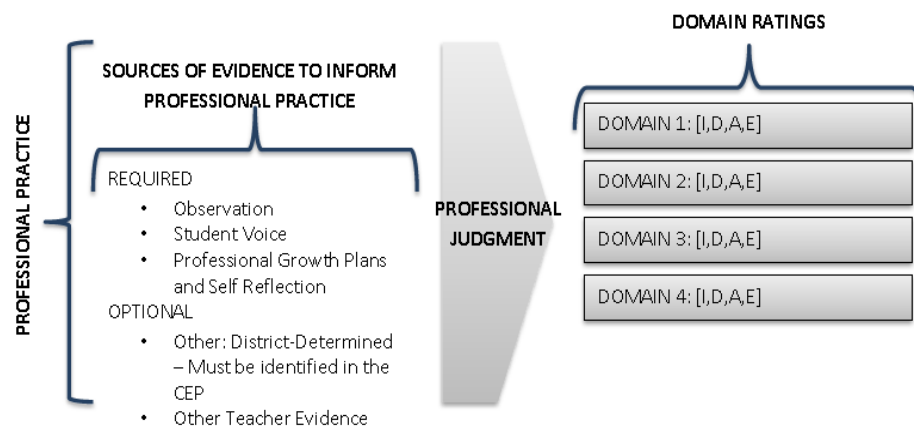 PROFESSIONAL PRACTICE
SOURCES OF EVIDENCE TO INFORM
PROFESSIONAL PRACTICE
REQUIRED
• Observation
• Student Voice
• Professional Growth Plans
and Self Reflection
OPTIONAL
• Other: District-Determined
– Must be identified in the
CEP
• Other Teacher Evidence
PROFESSIONAL
JUDGMENT
DOMAIN RATINGS
DOMAIN 1: [I,D,A,E]
DOMAIN 2: [I,D,A,E]
DOMAIN 3: [I,D,A,E]
DOMAIN 4: [I,D,A,E]